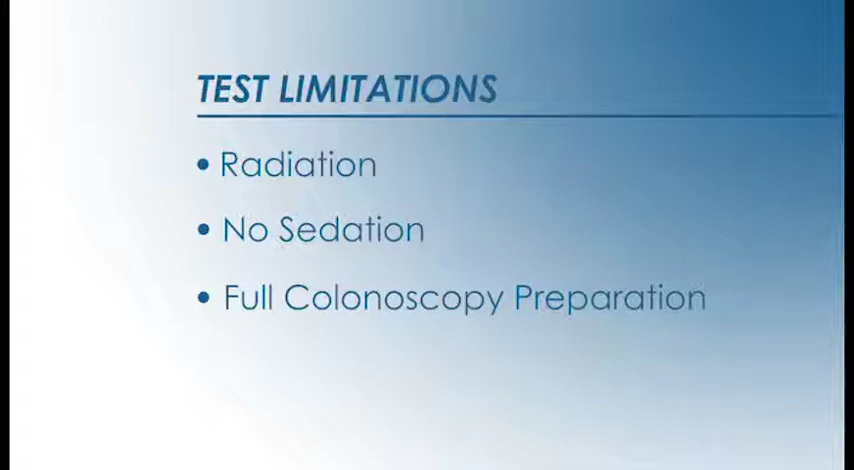 TEST LIMITATIONS
• Radiation
• No Sedation
• Full Colonoscopy Preparation